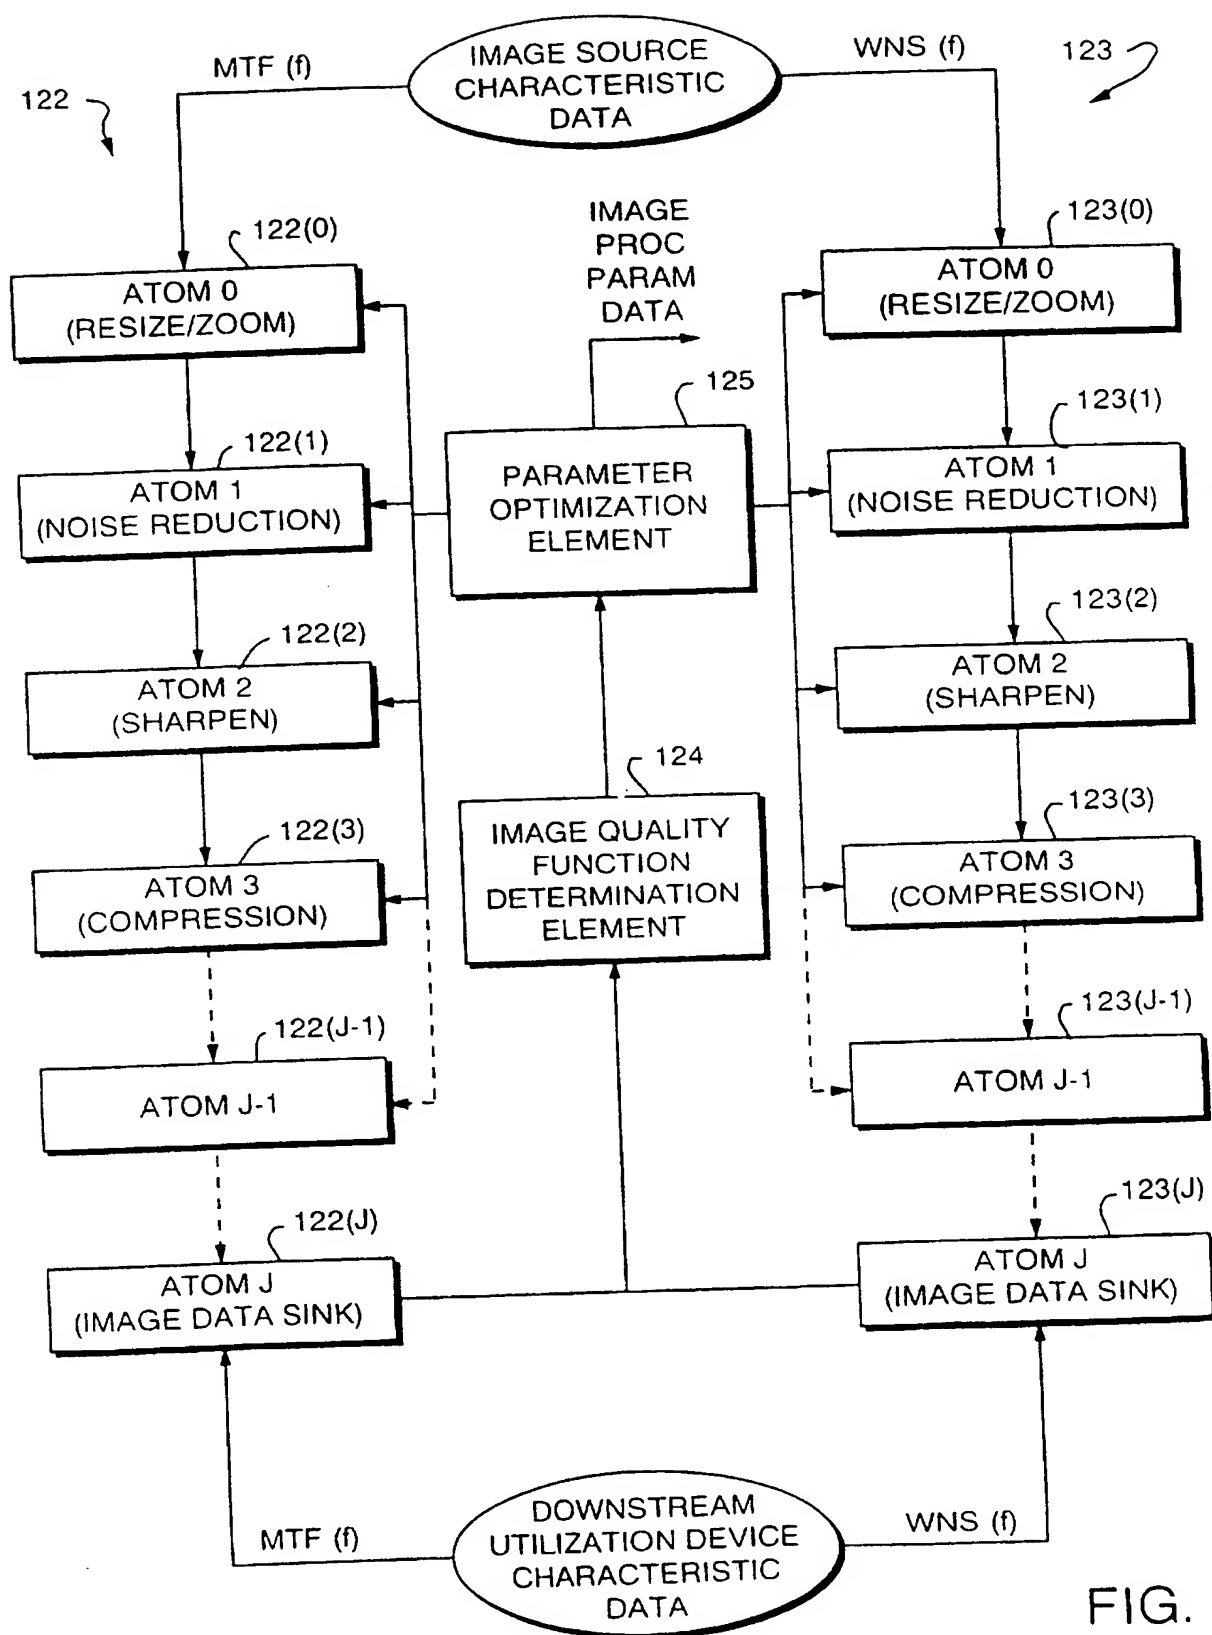 IMAGE SOURCE
CHARACTERISTIC
DATA
MTF (f)
WNS (f)
122
123
IMAGE
PROC
PARAM
DATA
122(0)
ATOM 0
(RESIZE/ZOOM)
123(0)
ATOM 0
(RESIZE/ZOOM)
125
PARAMETER
OPTIMIZATION
ELEMENT
122(1)
ATOM 1
(NOISE REDUCTION)
123(1)
ATOM 1
(NOISE REDUCTION)
122(2)
ATOM 2
(SHARPEN)
123(2)
ATOM 2
(SHARPEN)
124
IMAGE QUALITY
FUNCTION
DETERMINATION
ELEMENT
122(3)
ATOM 3
(COMPRESSION)
123(3)
ATOM 3
(COMPRESSION)
122(J-1)
ATOM J-1
123(J-1)
ATOM J-1
122(J)
ATOM J
(IMAGE DATA SINK)
123(J)
ATOM J
(IMAGE DATA SINK)
MTF (f)
DOWNSTREAM
UTILIZATION DEVICE
CHARACTERISTIC
DATA
WNS (f)
FIG.